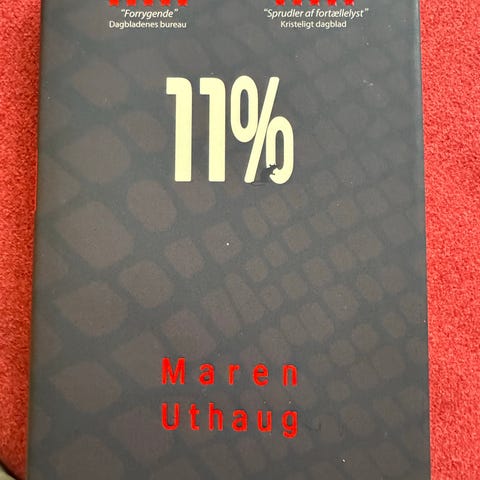 "Forrygende"
Dagbladenes bureau
"Sprudler af fortællelyst"
Kristeligt dagblad
11%
Maren
Uthaug